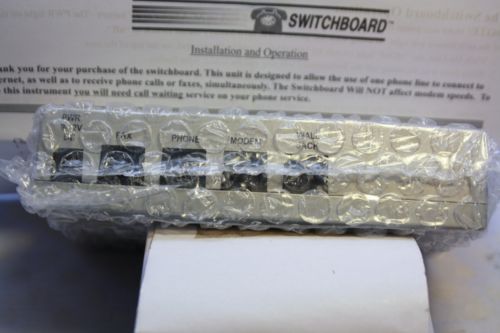 SWITCHBOARD™
Installation and Operation
ank you for your purchase of the switchboard. This unit is designed to allow the use of one phone line to connect to
ernet, as well as to receive phone calls or faxes, simultaneously. The Switchboard Will NOT affect modem speeds. To
this instrument you will need call waiting service on your phone service.
PWR
FAX
PHONE
MODEM
WALL
JACK